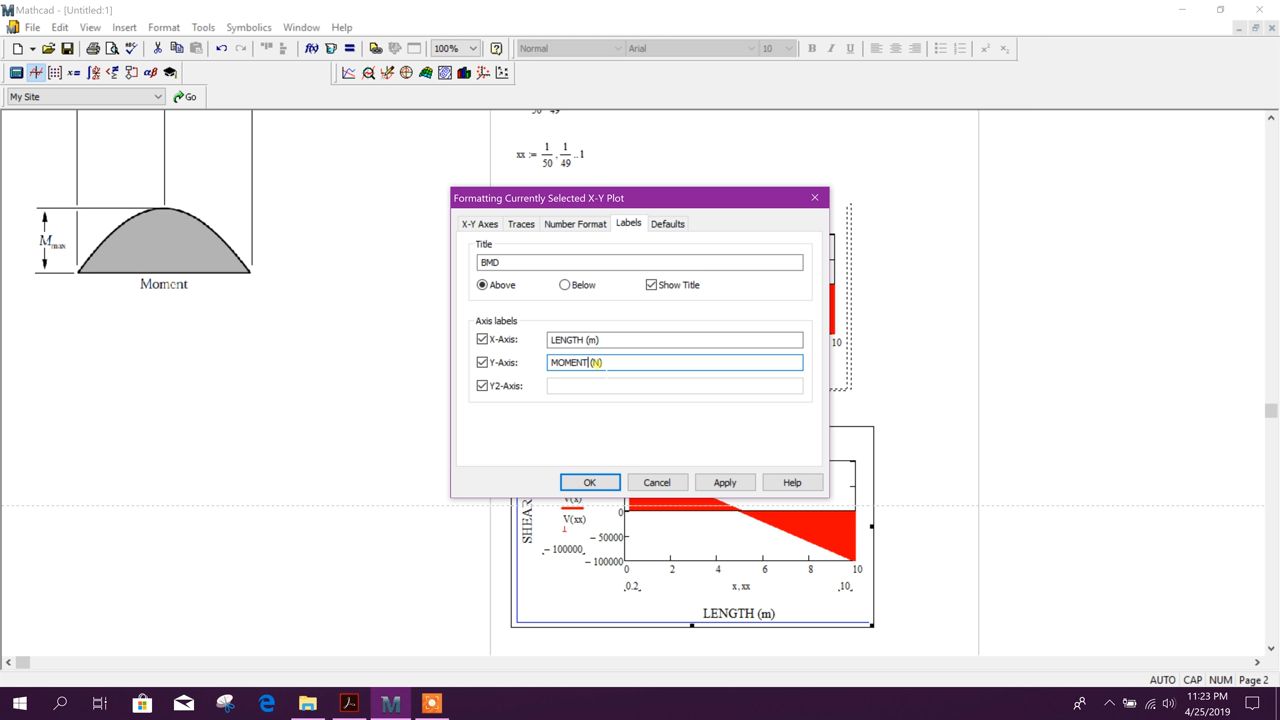 Mathcad - [Untitled:1]
File Edit View Insert Format Tools Symbolics Window Help
100% Normal Arial 10 B I U
My Site Go
xx := 1/50 , 1/49 .. 1
Mmax
Moment
Formatting Currently Selected X-Y Plot
X-Y Axes Traces Number Format Labels Defaults
Title
BMD
Above Below Show Title
Axis labels
X-Axis: LENGTH (m)
Y-Axis: MOMENT (N)
Y2-Axis:
OK Cancel Apply Help
10
SHEAR
V(x)
V(xx)
0
− 50000
− 100000
− 100000
0 2 4 6 8 10
0.2 x,xx 10
LENGTH (m)
AUTO CAP NUM Page 2
11:23 PM
4/25/2019